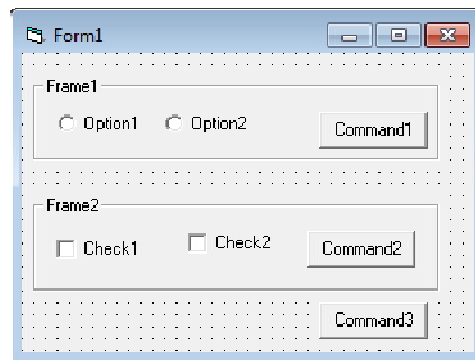 Form1
Frame1
Option1 Option2 Command1
Frame2
Check1 Check2 Command2
Command3